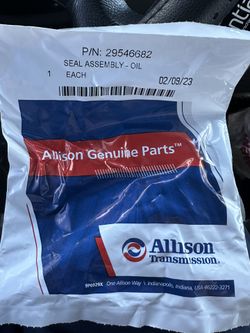 P/N: 29546682
SEAL ASSEMBLY - OIL
1 EACH 02/09/23
Allison Genuine Parts™
Allison
Transmission®
One Allison Way \ Indianapolis, Indiana, USA 46222-3271